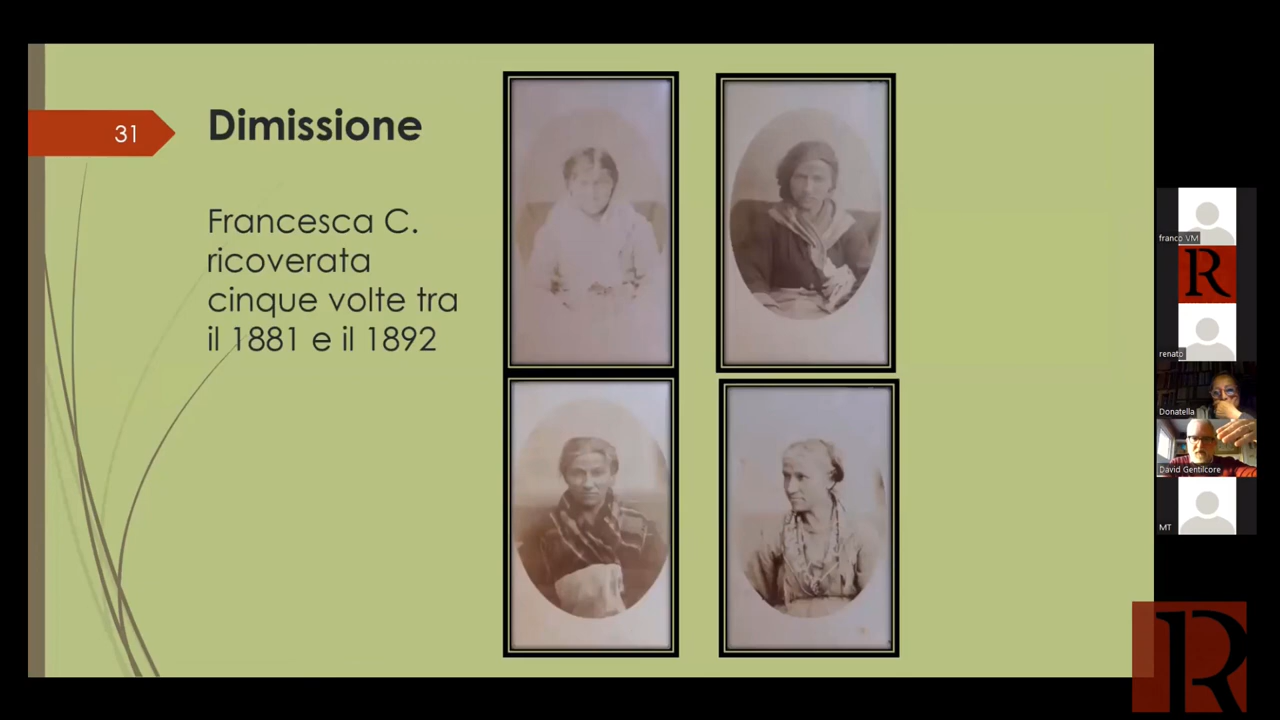 31
Dimissione
Francesca C.
ricoverata
cinque volte tra
il 1881 e il 1892
franco VM
R
renato
Donatella
David Gentilcore
MT
R